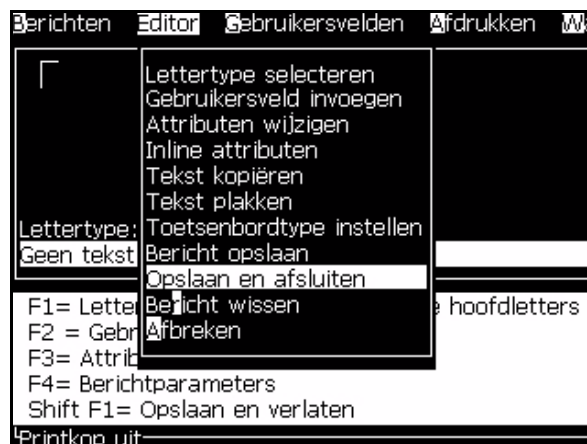 Berichten Editor Gebruikersvelden Afdrukken
Lettertype selecteren
Gebruikersveld invoegen
Attributen wijzigen
Inline attributen
Tekst kopiëren
Tekst plakken
Lettertype: Toetsenbordtype instellen
Geen tekst Bericht opslaan
Opslaan en afsluiten
F1= Lette Bericht wissen e hoofdletters
F2 = Gebr Afbreken
F3= Attrib
F4= Berichtparameters
Shift F1= Opslaan en verlaten
Printkop uit